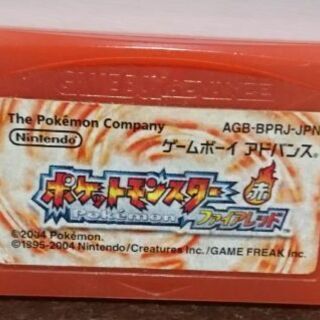 GAME BOY ADVANCE
The Pokémon Company
AGB-BPRJ-JPN
Nintendo
ゲームボーイ アドバンス
ポケットモンスター 赤
Pokémon
ファイアレッド
©2004 Pokémon.
©1995-2004 Nintendo/Creatures Inc./GAME FREAK Inc.